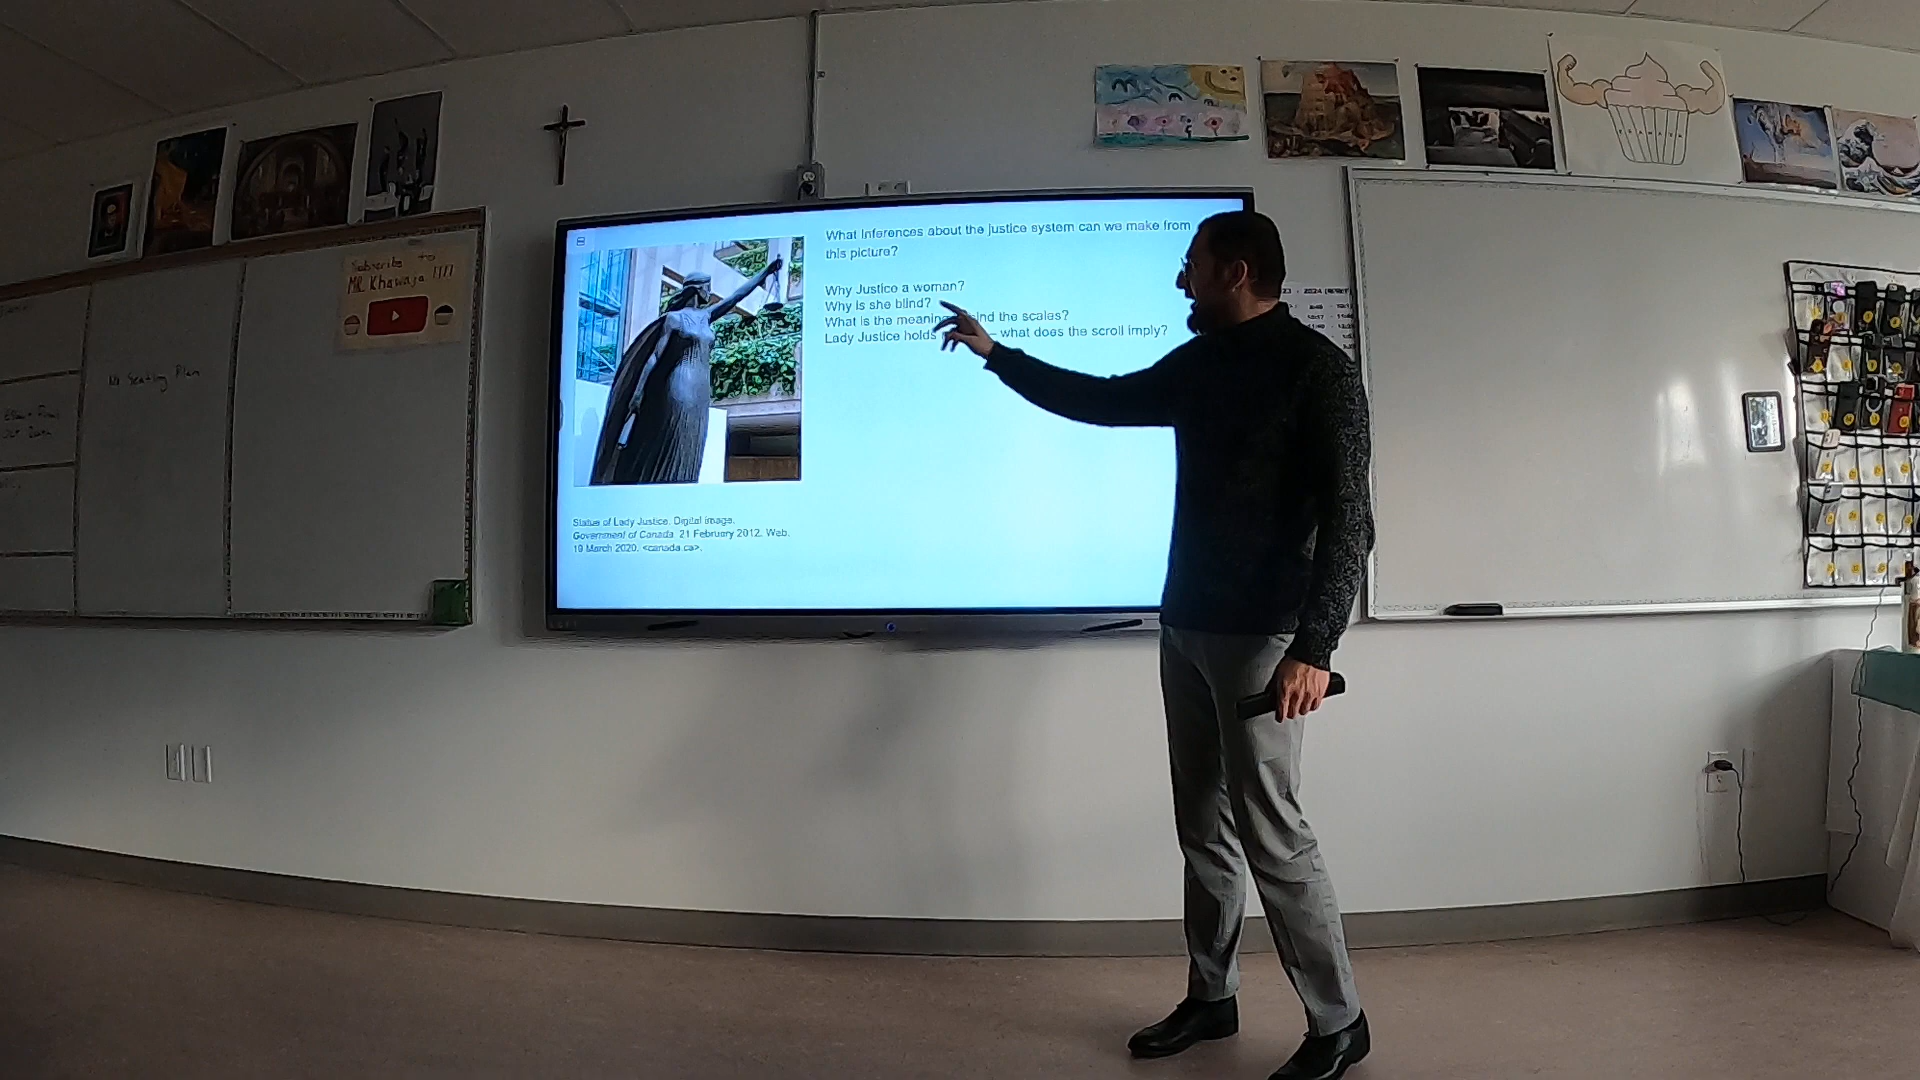 Subscribe to
MR. Khawaja !!!!
No Seating Plan
What inferences about the justice system can we make from
this picture?
Why Justice a woman?
Why is she blind?
What is the meaning behind the scales?
Lady Justice holds – what does the scroll imply?
Statue of Lady Justice. Digital image.
Government of Canada. 21 February 2012. Web.
19 March 2020. <canada.ca>.